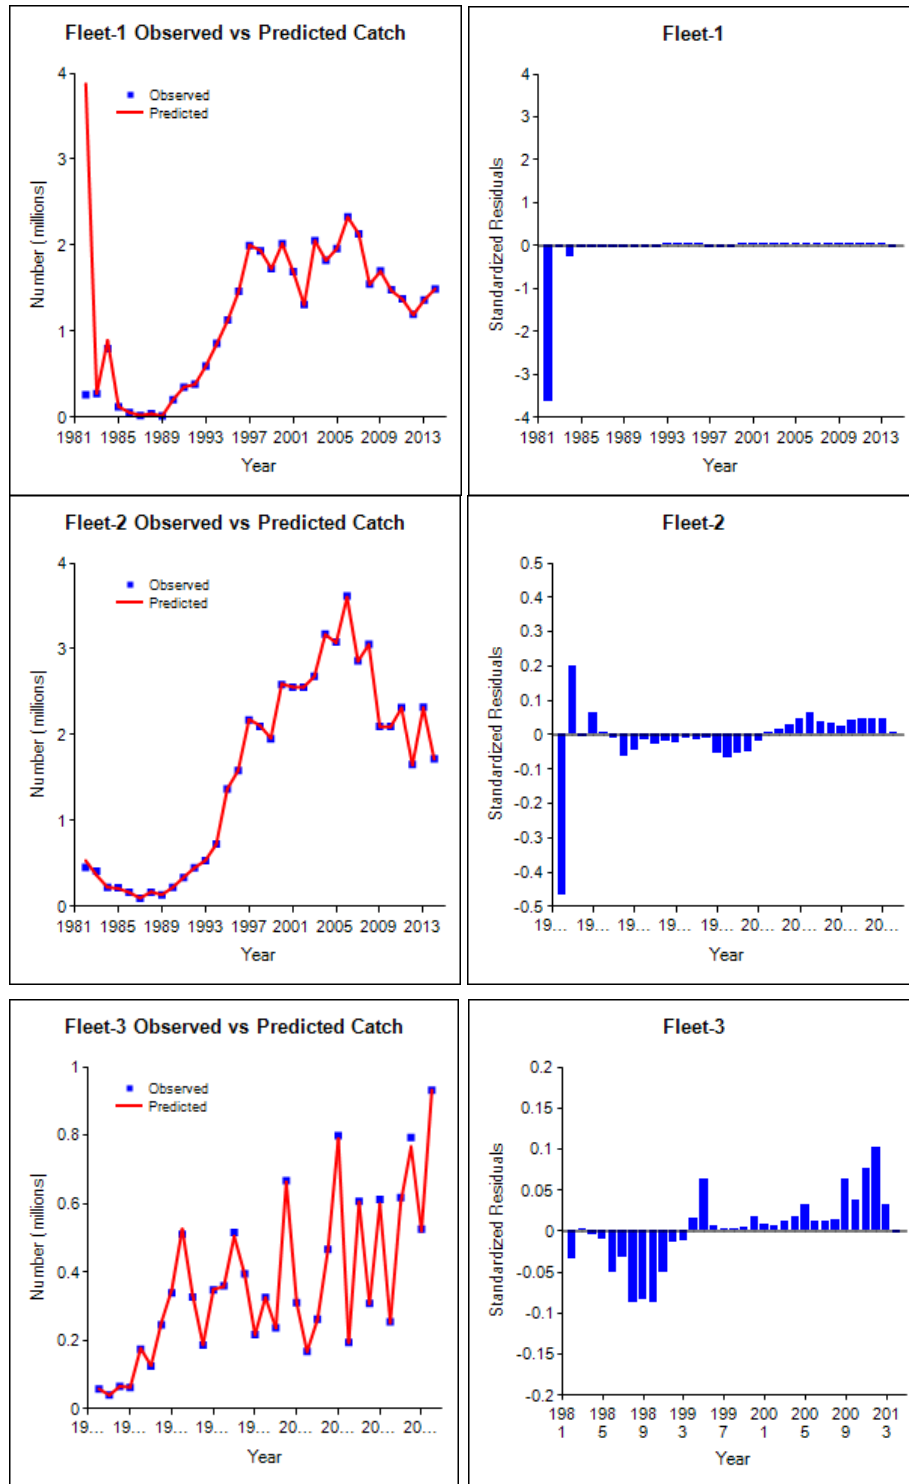 Fleet-1 Observed vs Predicted Catch
4
3
2
1
0
Number (millions|
Observed
Predicted
1981 1985 1989 1993 1997 2001 2005 2009 2013
Year
Fleet-1
4
3
2
1
0
-1
-2
-3
-4
Standardized Residuals
1981 1985 1989 1993 1997 2001 2005 2009 2013
Year
Fleet-2 Observed vs Predicted Catch
4
3
2
1
0
Number (millions|
Observed
Predicted
1981 1985 1989 1993 1997 2001 2005 2009 2013
Year
Fleet-2
0.5
0.4
0.3
0.2
0.1
0
-0.1
-0.2
-0.3
-0.4
-0.5
Standardized Residuals
19... 19... 19... 19... 19... 20... 20... 20... 20...
Year
Fleet-3 Observed vs Predicted Catch
1
0.8
0.6
0.4
0.2
0
Number (millions|
Observed
Predicted
19... 19... 19... 19... 19... 20... 20... 20... 20...
Year
Fleet-3
0.2
0.15
0.1
0.05
0
-0.05
-0.1
-0.15
-0.2
Standardized Residuals
198 198 198 199 199 200 200 200 201
1 5 9 3 7 1 5 9 3
Year